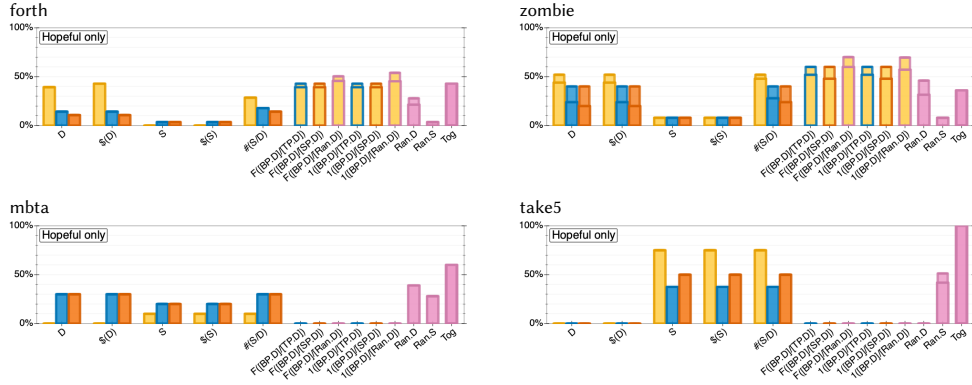 forth
100%
Hopeful only
50%
0%
D
$(D)
S
$(S)
#(S/D)
F((BP.D)/(TP.D))
F((BP.D)/(SP.D))
F((BP.D)/(Ran.D))
1((BP.D)/(TP.D))
1((BP.D)/(SP.D))
1((BP.D)/(Ran.D))
Ran.D
Ran.S
Tog
zombie
100%
Hopeful only
50%
0%
D
$(D)
S
$(S)
#(S/D)
F((BP.D)/(TP.D))
F((BP.D)/(SP.D))
F((BP.D)/(Ran.D))
1((BP.D)/(TP.D))
1((BP.D)/(SP.D))
1((BP.D)/(Ran.D))
Ran.D
Ran.S
Tog
mbta
100%
Hopeful only
50%
0%
D
$(D)
S
$(S)
#(S/D)
F((BP.D)/(TP.D))
F((BP.D)/(SP.D))
F((BP.D)/(Ran.D))
1((BP.D)/(TP.D))
1((BP.D)/(SP.D))
1((BP.D)/(Ran.D))
Ran.D
Ran.S
Tog
take5
100%
Hopeful only
50%
0%
D
$(D)
S
$(S)
#(S/D)
F((BP.D)/(TP.D))
F((BP.D)/(SP.D))
F((BP.D)/(Ran.D))
1((BP.D)/(TP.D))
1((BP.D)/(SP.D))
1((BP.D)/(Ran.D))
Ran.D
Ran.S
Tog